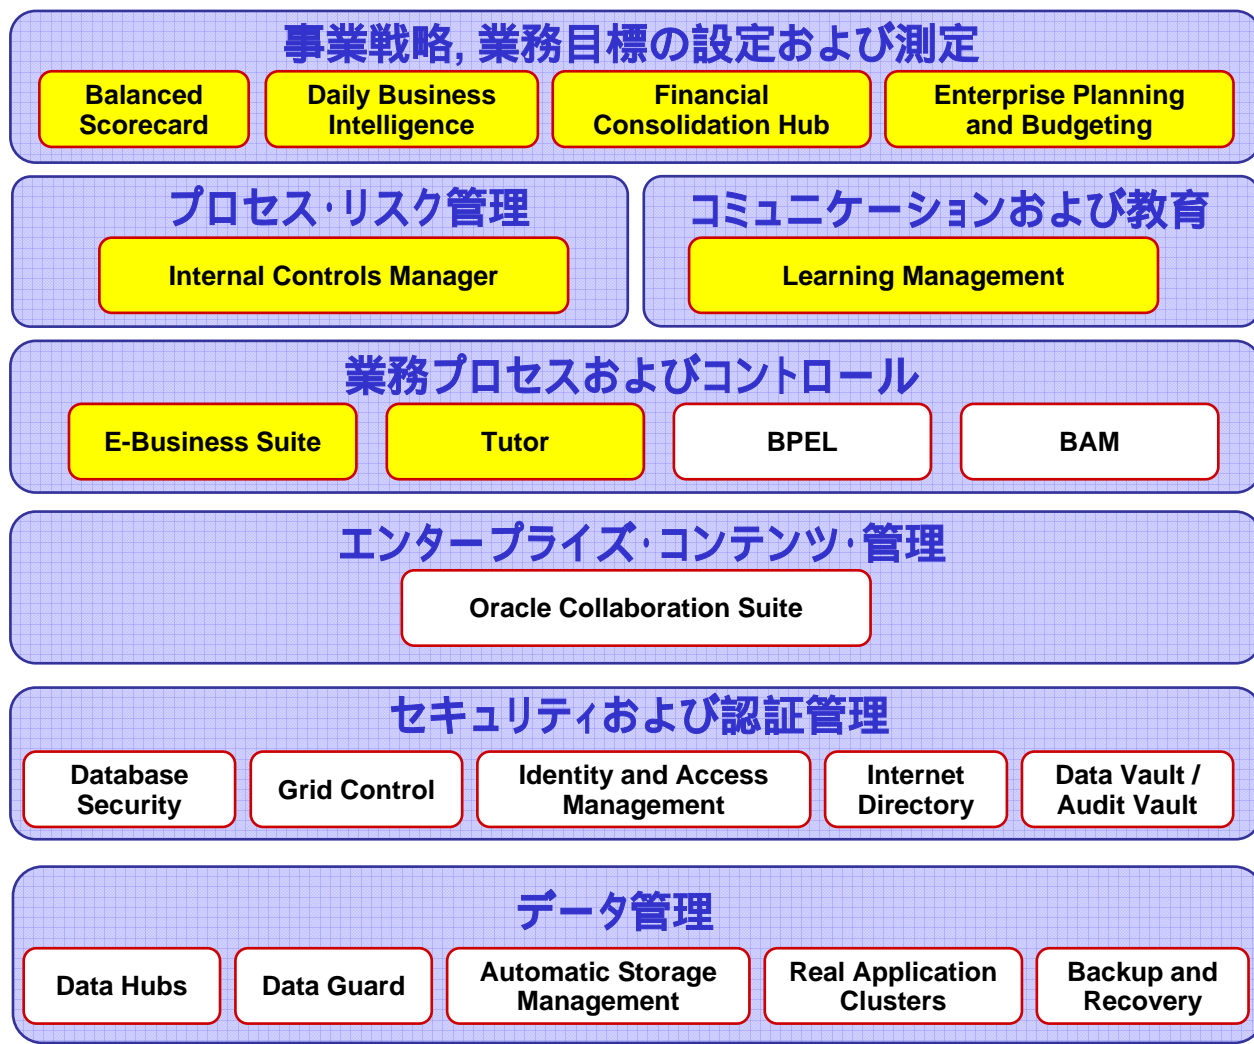 事業戦略, 業務目標の設定および測定
Balanced
Scorecard
Daily Business
Intelligence
Financial
Consolidation Hub
Enterprise Planning
and Budgeting
プロセス・リスク管理
Internal Controls Manager
コミュニケーションおよび教育
Learning Management
業務プロセスおよびコントロール
E-Business Suite
Tutor
BPEL
BAM
エンタープライズ・コンテンツ・管理
Oracle Collaboration Suite
セキュリティおよび認証管理
Database
Security
Grid Control
Identity and Access
Management
Internet
Directory
Data Vault /
Audit Vault
データ管理
Data Hubs
Data Guard
Automatic Storage
Management
Real Application
Clusters
Backup and
Recovery